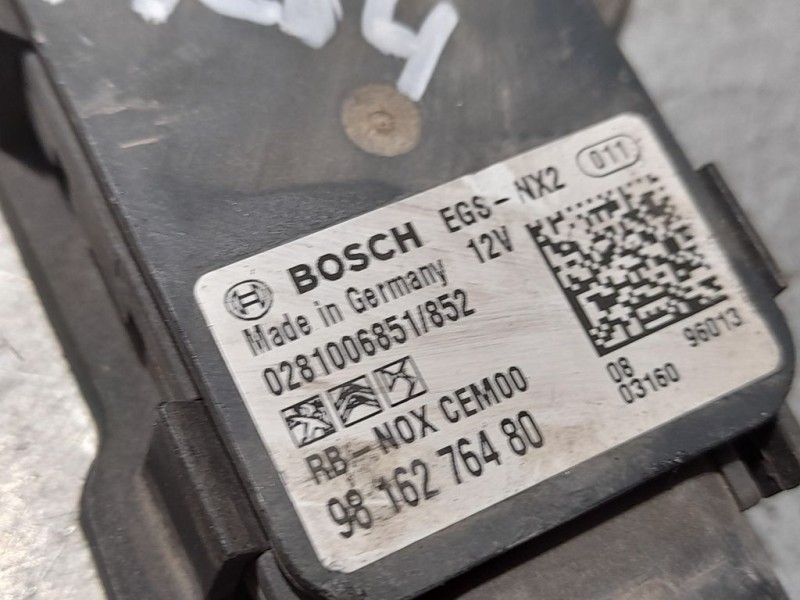 BOSCH EGS-NX2 011
Made in Germany 12V
0281006851/852
RB-NOX CEM00
98 162 764 80
08 96013
03160